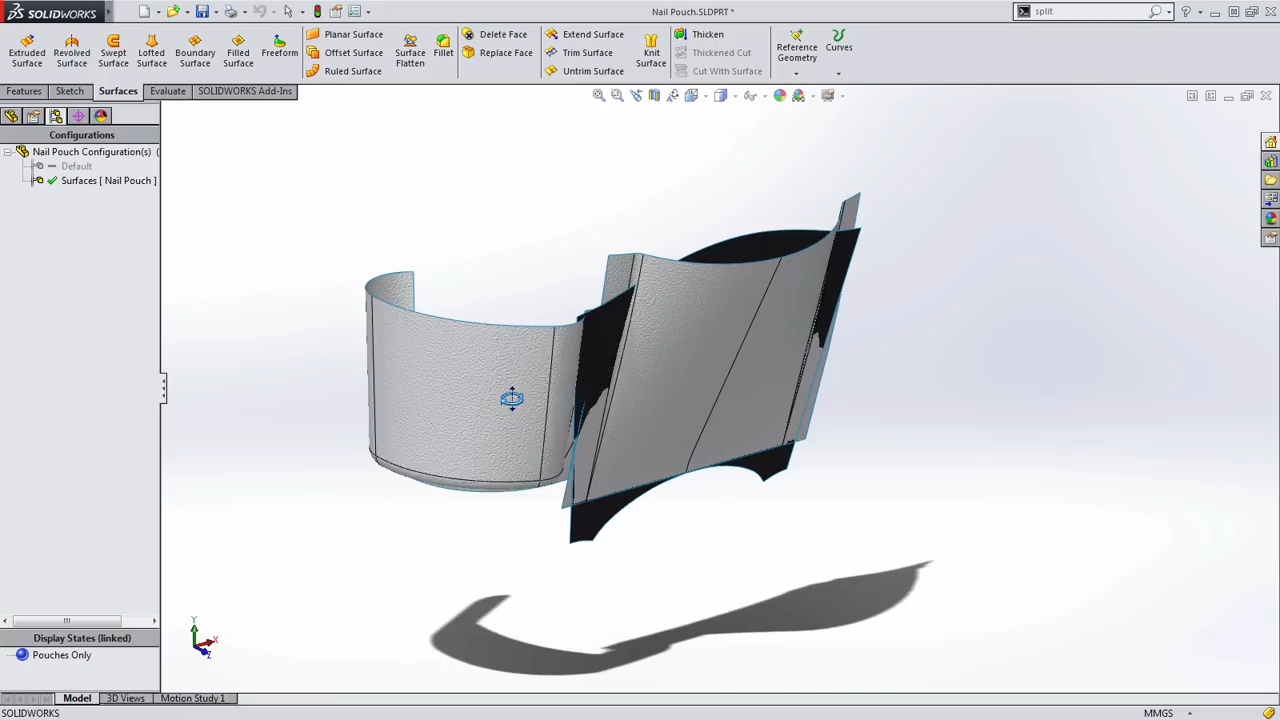 SOLIDWORKS
Nail Pouch.SLDPRT *
split
Extruded Surface
Revolved Surface
Swept Surface
Lofted Surface
Boundary Surface
Filled Surface
Freeform
Planar Surface
Offset Surface
Ruled Surface
Surface Flatten
Fillet
Delete Face
Replace Face
Extend Surface
Trim Surface
Untrim Surface
Knit Surface
Thicken
Thickened Cut
Cut With Surface
Reference Geometry
Curves
Features
Sketch
Surfaces
Evaluate
SOLIDWORKS Add-Ins
Configurations
Nail Pouch Configuration(s) (
Default
Surfaces [ Nail Pouch ]
Y
X
Z
Display States (linked)
Pouches Only
Model
3D Views
Motion Study 1
SOLIDWORKS
MMGS